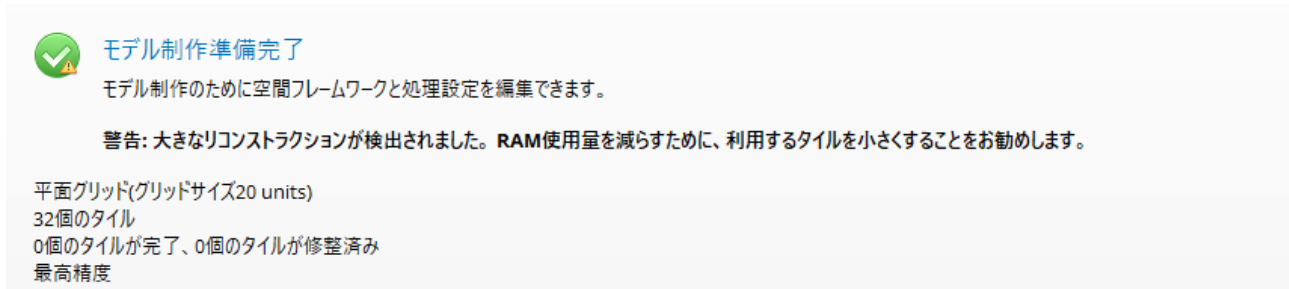 モデル制作準備完了
モデル制作のために空間フレームワークと処理設定を編集できます。
警告: 大きなリコンストラクションが検出されました。RAM使用量を減らすために、利用するタイルを小さくすることをお勧めします。
平面グリッド(グリッドサイズ20 units)
32個のタイル
0個のタイルが完了、0個のタイルが修整済み
最高精度